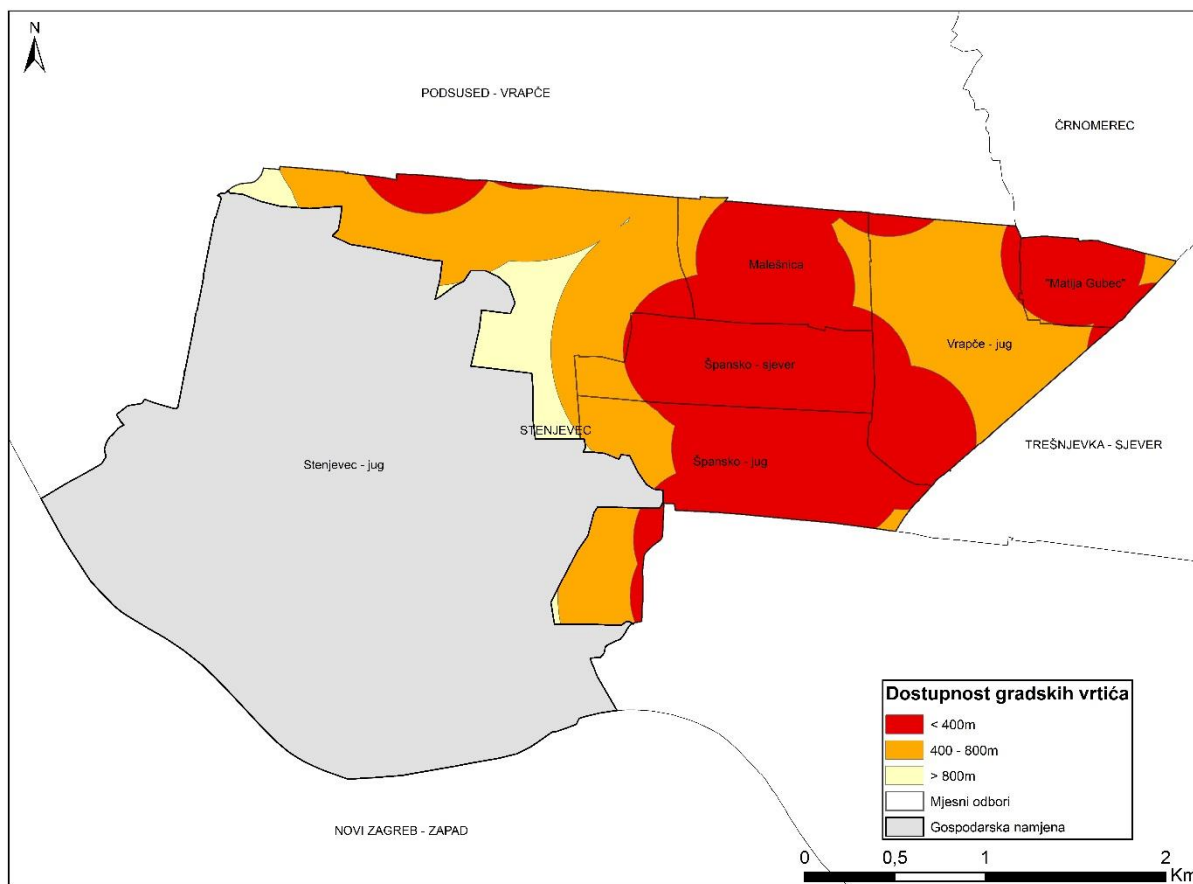 N
PODSUSED - VRAPČE
ČRNOMEREC
Malešnica
"Matija Gubec"
Vrapče - jug
Špansko - sjever
STENJEVEC
TREŠNJEVKA - SJEVER
Stenjevec - jug
Špansko - jug
Dostupnost gradskih vrtića
< 400m
400 - 800m
> 800m
Mjesni odbori
Gospodarska namjena
NOVI ZAGREB - ZAPAD
0 0,5 1 2
Km